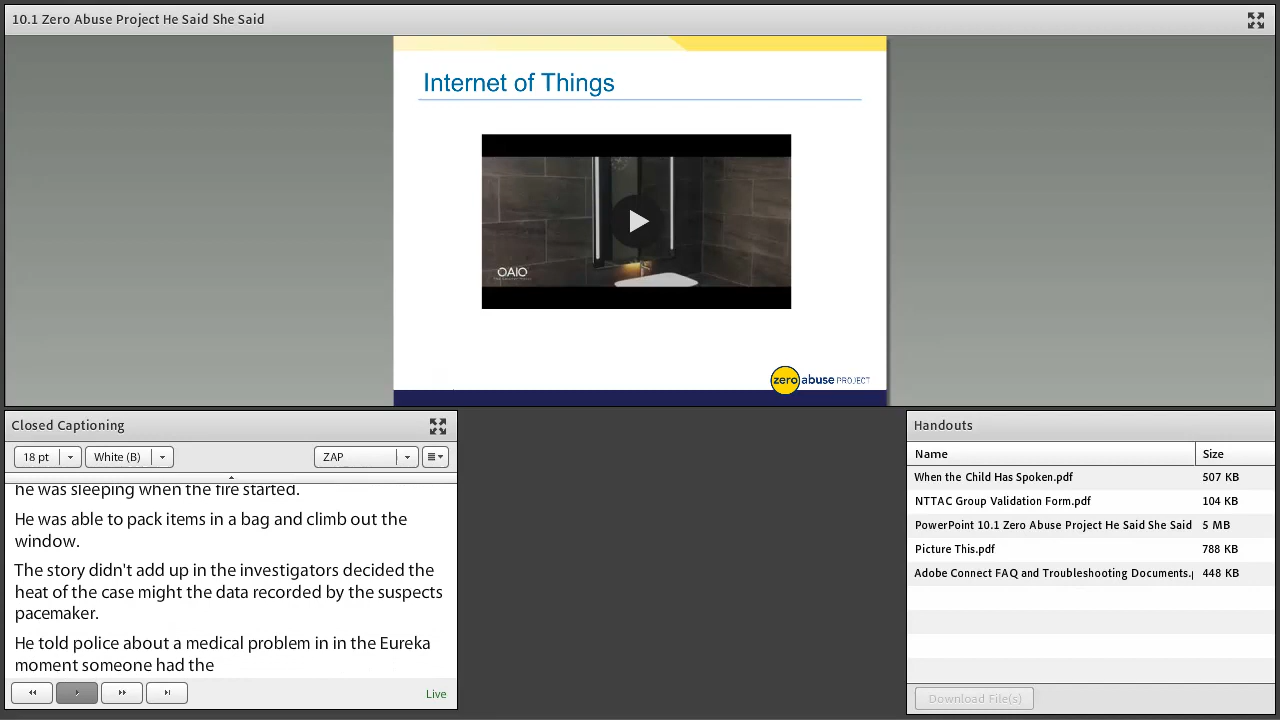 10.1 Zero Abuse Project He Said She Said
Internet of Things
OAIO
zero abuse PROJECT
Closed Captioning
18 pt
White (B)
ZAP
he was sleeping when the fire started.
He was able to pack items in a bag and climb out the
window.
The story didn't add up in the investigators decided the
heat of the case might the data recorded by the suspects
pacemaker.
He told police about a medical problem in in the Eureka
moment someone had the
Live
Handouts
Name Size
When the Child Has Spoken.pdf 507 KB
NTTAC Group Validation Form.pdf 104 KB
PowerPoint 10.1 Zero Abuse Project He Said She Said 5 MB
Picture This.pdf 788 KB
Adobe Connect FAQ and Troubleshooting Documents.p 448 KB
Download File(s)